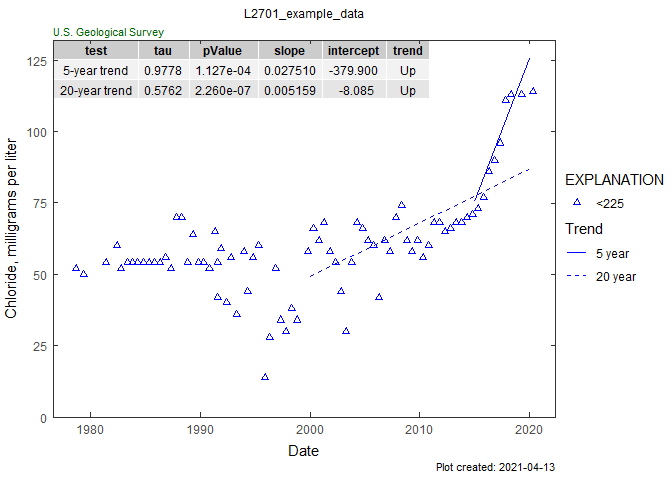 L2701_example_data
U.S. Geological Survey
test tau pValue slope intercept trend
5-year trend 0.9778 1.127e-04 0.027510 -379.900 Up
20-year trend 0.5762 2.260e-07 0.005159 -8.085 Up
Chloride, milligrams per liter
125
100
75
50
25
0
1980 1990 2000 2010 2020
Date
EXPLANATION
<225
Trend
5 year
20 year
Plot created: 2021-04-13